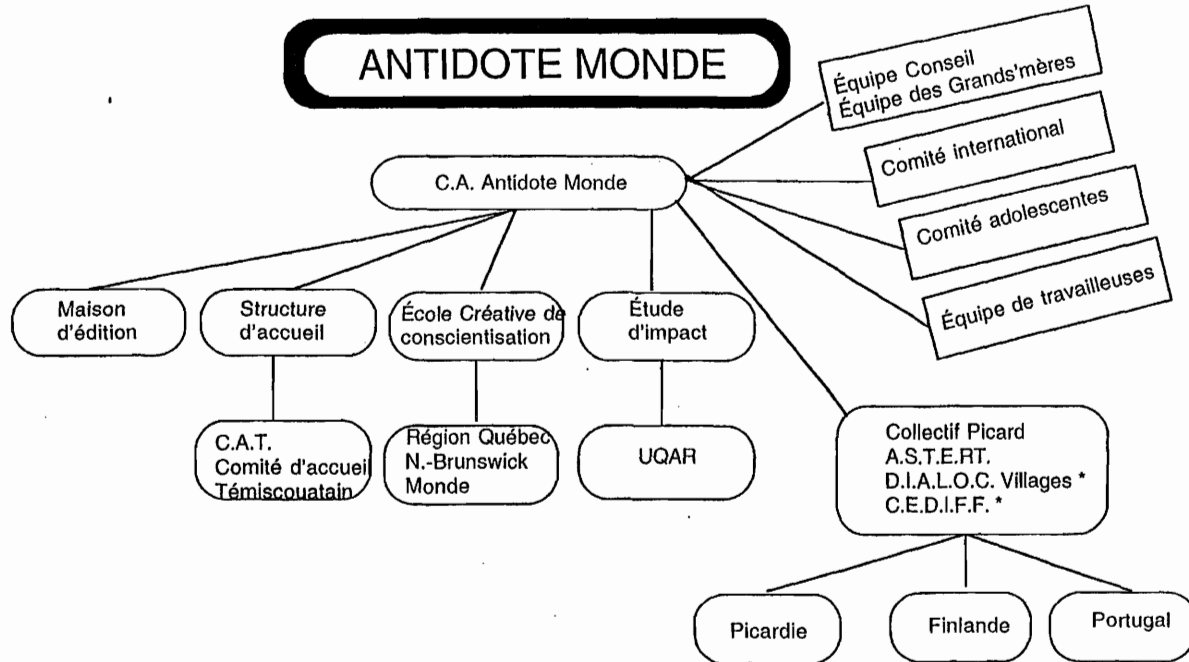 ANTIDOTE MONDE
Équipe Conseil
Équipe des Grands'mères
Comité international
Comité adolescentes
Équipe de travailleuses
C.A. Antidote Monde
Maison
d'édition
Structure
d'accueil
École Créative de
conscientisation
Étude
d'impact
C.A.T.
Comité d'accueil
Témiscouatain
Région Québec
N.-Brunswick
Monde
UQAR
Collectif Picard
A.S.T.E.RT.
D.I.A.L.O.C. Villages *
C.E.D.I.F.F. *
Picardie
Finlande
Portugal